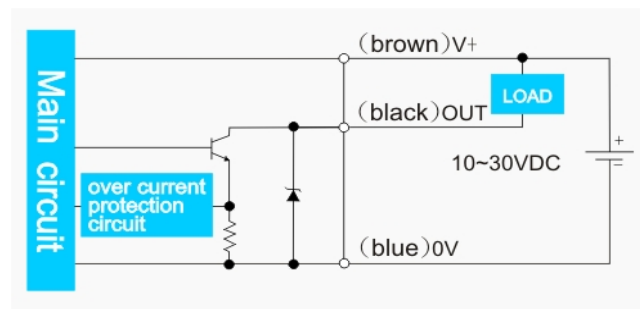 Main circuit
over current
protection
circuit
(brown)V+
(black)OUT
LOAD
10~30VDC
+
=
(blue)0V